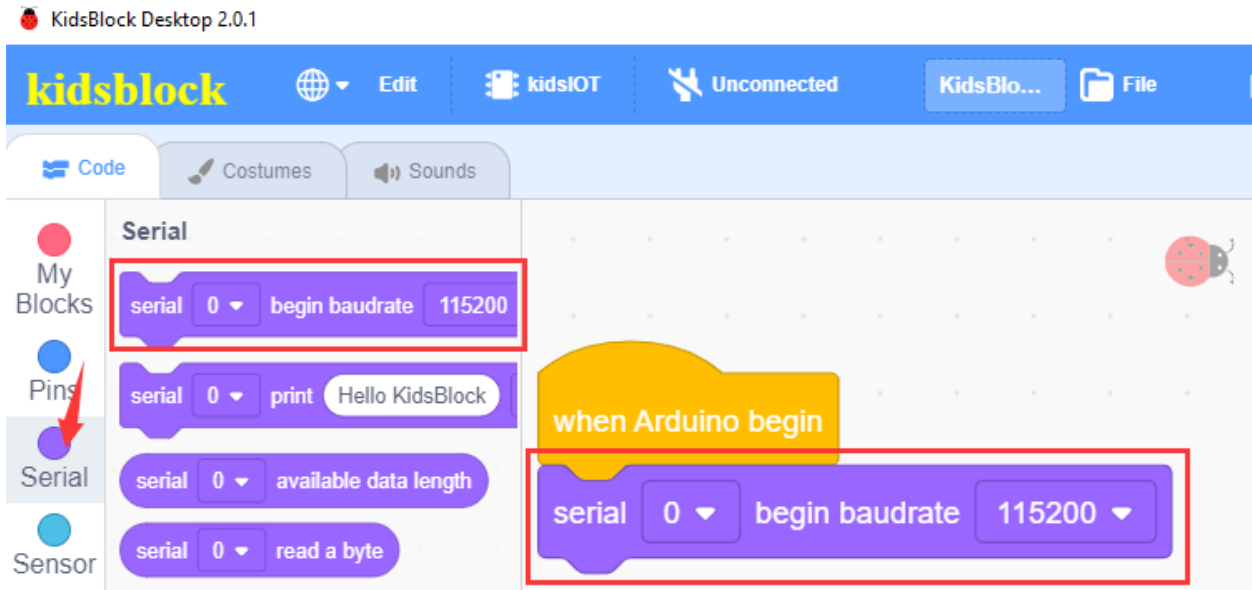 KidsBlock Desktop 2.0.1
kidsblock Edit kidsIOT Unconnected KidsBlo... File
Code Costumes Sounds
My
Blocks
Pins
Serial
Sensor
Serial
serial 0 begin baudrate 115200
serial 0 print Hello KidsBlock
serial 0 available data length
serial 0 read a byte
when Arduino begin
serial 0 begin baudrate 115200